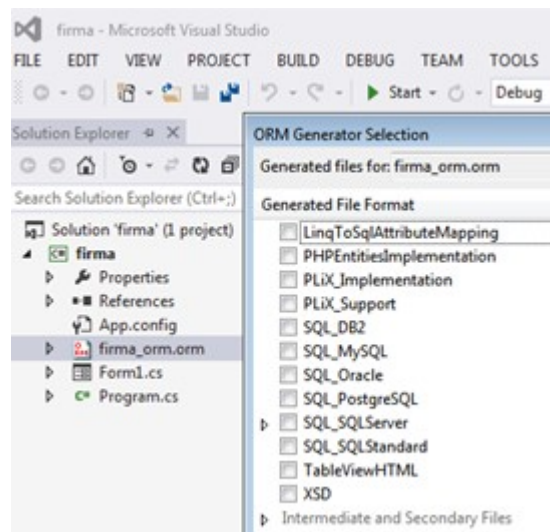 firma - Microsoft Visual Studio
FILE EDIT VIEW PROJECT BUILD DEBUG TEAM TOOLS
Start Debug
Solution Explorer
Search Solution Explorer (Ctrl+;)
Solution 'firma' (1 project)
C# firma
Properties
References
App.config
firma_orm.orm
Form1.cs
C# Program.cs
ORM Generator Selection
Generated files for: firma_orm.orm
Generated File Format
LinqToSqlAttributeMapping
PHPEntitiesImplementation
PLiX_Implementation
PLiX_Support
SQL_DB2
SQL_MySQL
SQL_Oracle
SQL_PostgreSQL
SQL_SQLServer
SQL_SQLStandard
TableViewHTML
XSD
Intermediate and Secondary Files